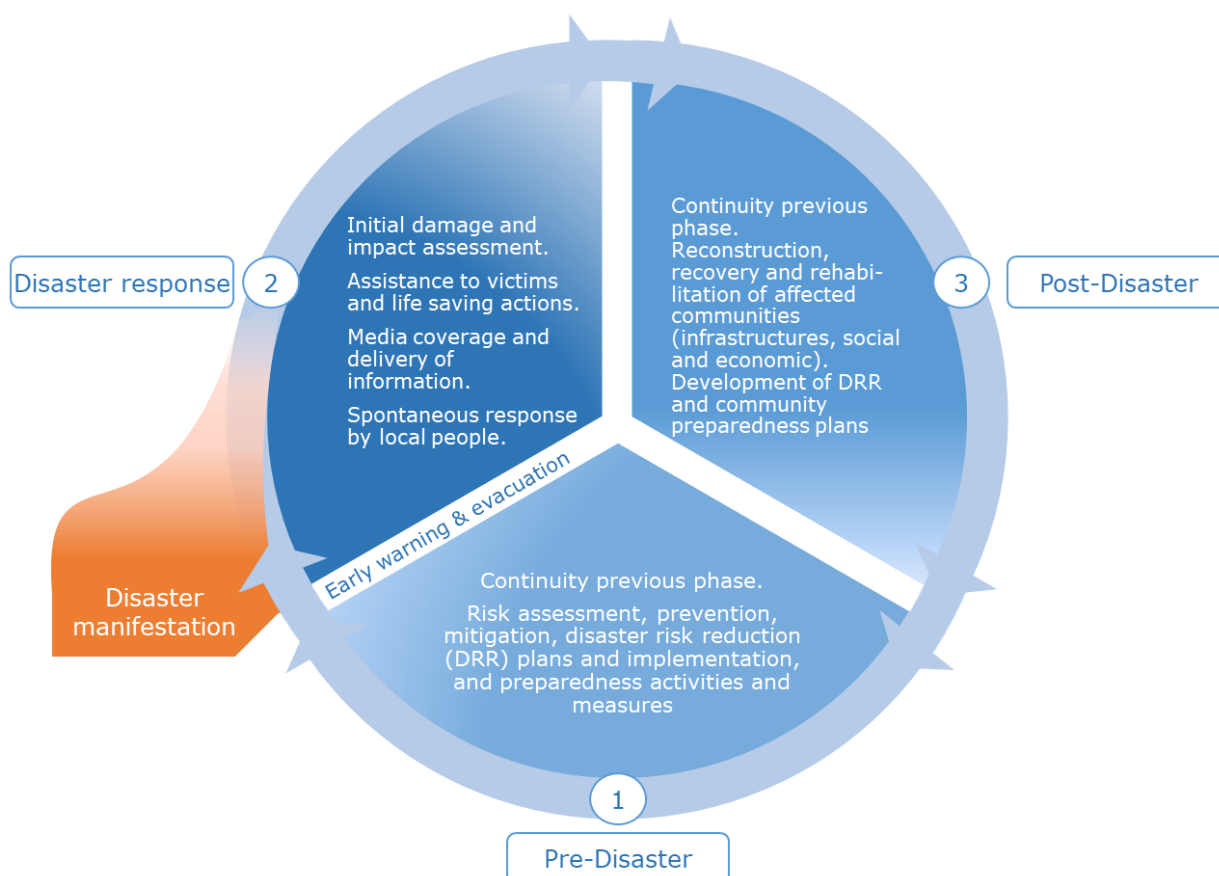 Initial damage and
impact assessment.
Assistance to victims
and life saving actions.
Media coverage and
delivery of
information.
Spontaneous response
by local people.
Disaster response
2
Continuity previous
phase.
Reconstruction,
recovery and rehabi-
litation of affected
communities
(infrastructures, social
and economic).
Development of DRR
and community
preparedness plans
3
Post-Disaster
Early warning & evacuation
Disaster
manifestation
Continuity previous phase.
Risk assessment, prevention,
mitigation, disaster risk reduction
(DRR) plans and implementation,
and preparedness activities and
measures
1
Pre-Disaster